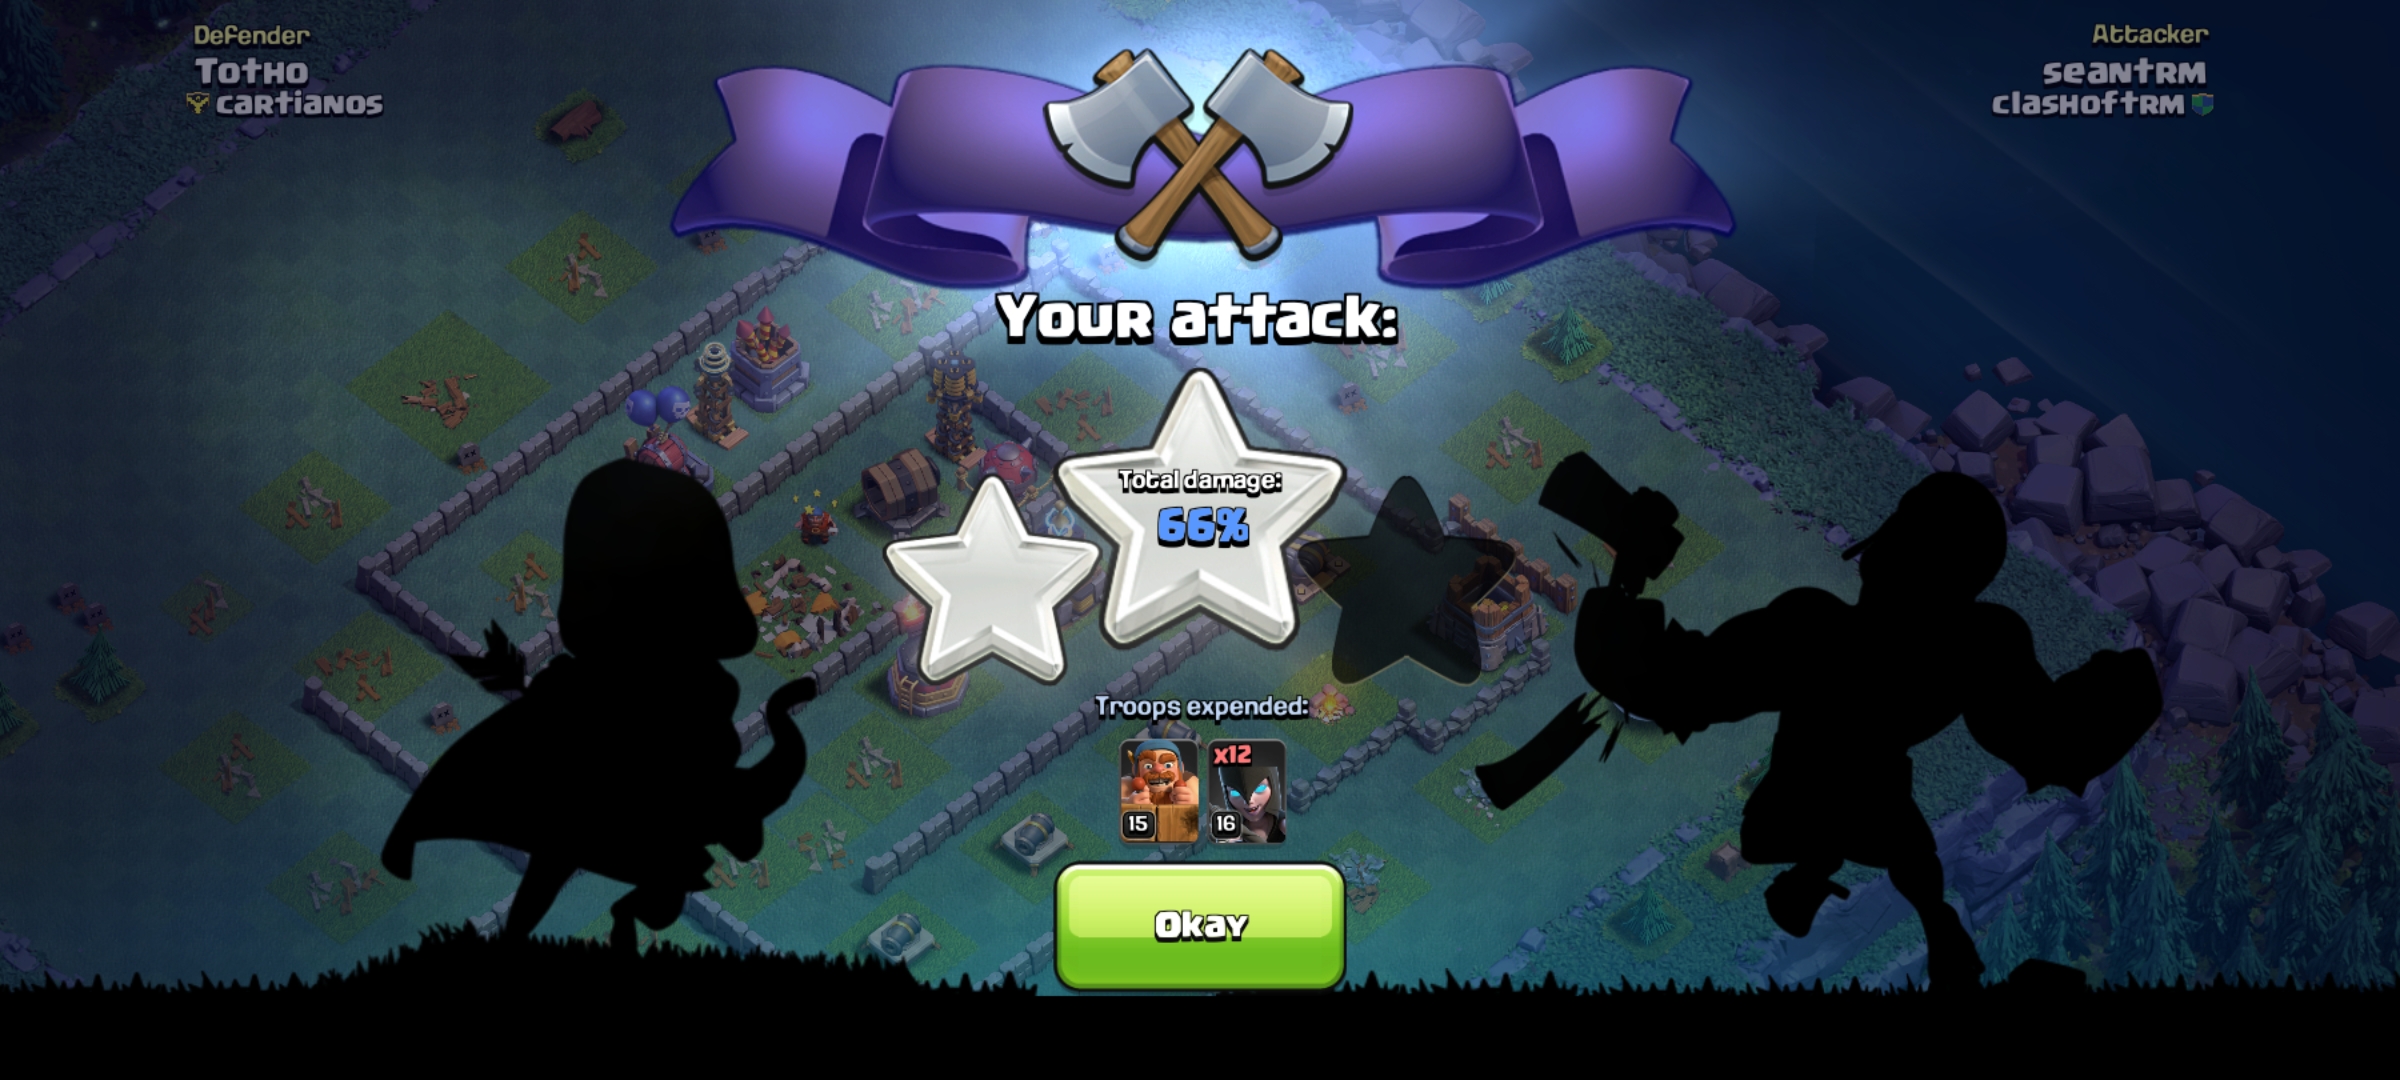 Defender
Totho
cartianos
Attacker
seantRM
clashoftRM
Your attack:
Total damage:
66%
Troops expended:
x12
15
16
Okay